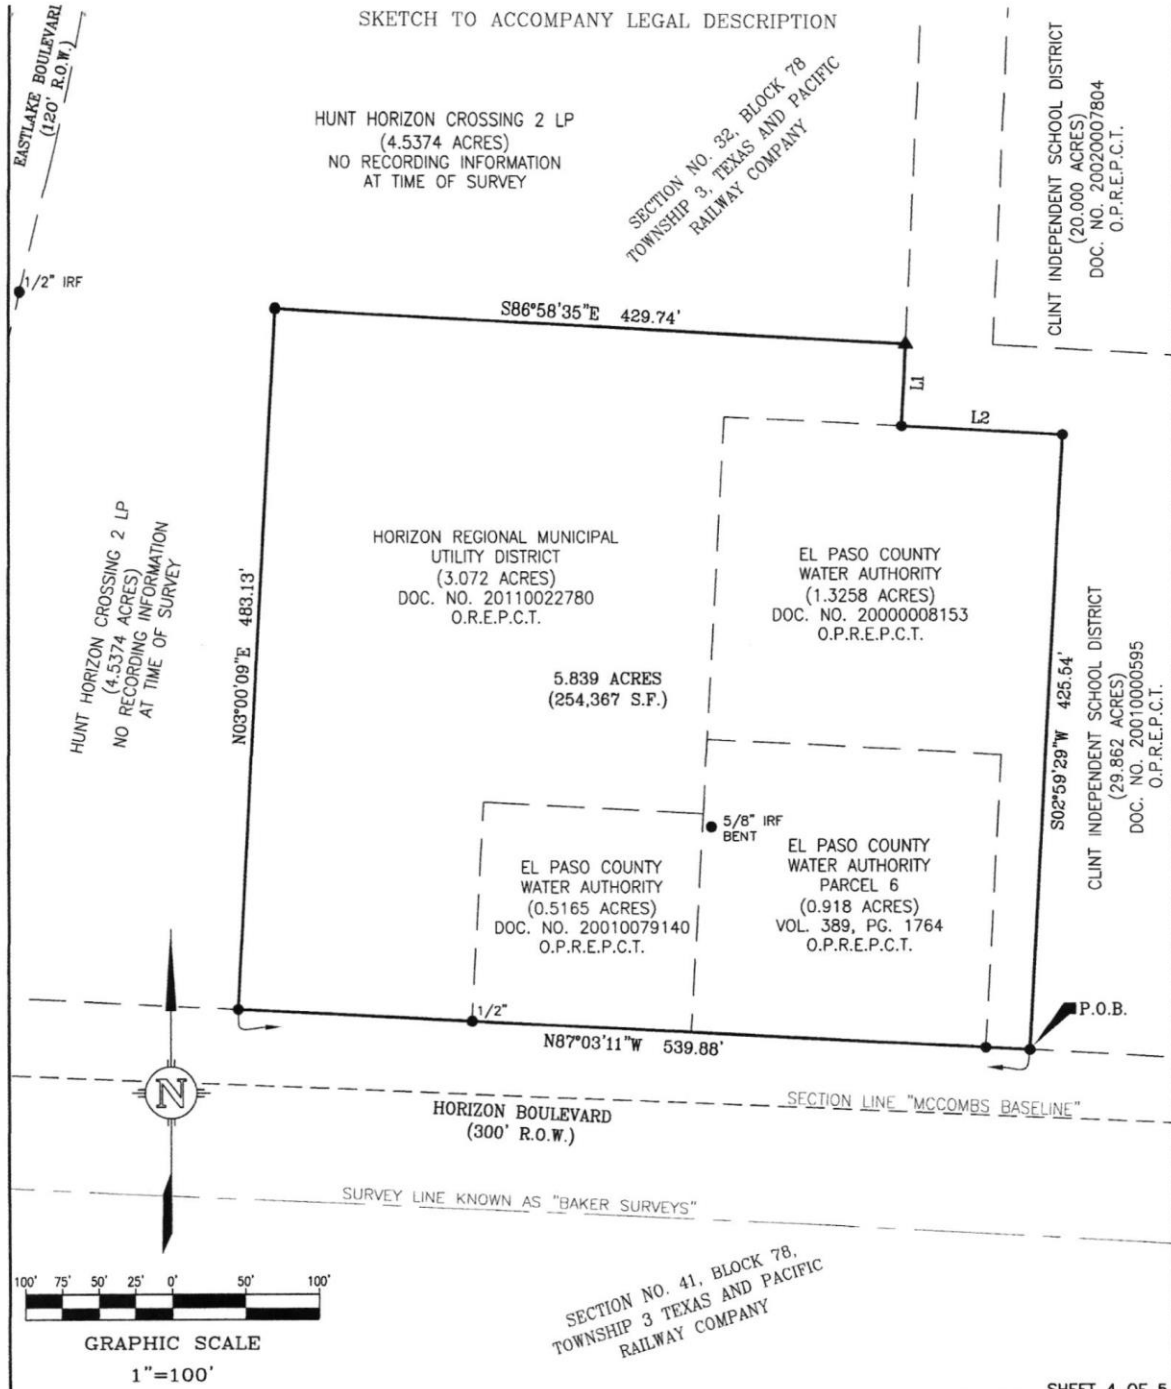 SKETCH TO ACCOMPANY LEGAL DESCRIPTION
EASTLAKE BOULEVARD
(120' R.O.W.)
HUNT HORIZON CROSSING 2 LP
(4.5374 ACRES)
NO RECORDING INFORMATION
AT TIME OF SURVEY
SECTION NO. 32, BLOCK 78
TOWNSHIP 3, TEXAS AND PACIFIC
RAILWAY COMPANY
CLINT INDEPENDENT SCHOOL DISTRICT
(20.000 ACRES)
DOC. NO. 20020007804
O.P.R.E.P.C.T.
1/2" IRF
S86°58'35"E 429.74'
L1
L2
HUNT HORIZON CROSSING 2 LP
(4.5374 ACRES)
NO RECORDING INFORMATION
AT TIME OF SURVEY
N03°00'09"E 483.13'
HORIZON REGIONAL MUNICIPAL
UTILITY DISTRICT
(3.072 ACRES)
DOC. NO. 20110022780
O.R.E.P.C.T.
EL PASO COUNTY
WATER AUTHORITY
(1.3258 ACRES)
DOC. NO. 20000008153
O.P.R.E.P.C.T.
5.839 ACRES
(254,367 S.F.)
S02°59'29"W 425.54'
CLINT INDEPENDENT SCHOOL DISTRICT
(29.862 ACRES)
DOC. NO. 20010000595
O.P.R.E.P.C.T.
5/8" IRF
BENT
EL PASO COUNTY
WATER AUTHORITY
(0.5165 ACRES)
DOC. NO. 20010079140
O.P.R.E.P.C.T.
EL PASO COUNTY
WATER AUTHORITY
PARCEL 6
(0.918 ACRES)
VOL. 389, PG. 1764
O.P.R.E.P.C.T.
1/2"
P.O.B.
N87°03'11"W 539.88'
N
SECTION LINE "MCCOMBS BASELINE"
HORIZON BOULEVARD
(300' R.O.W.)
SURVEY LINE KNOWN AS "BAKER SURVEYS"
SECTION NO. 41, BLOCK 78,
TOWNSHIP 3 TEXAS AND PACIFIC
RAILWAY COMPANY
100' 75' 50' 25' 0' 50' 100'
GRAPHIC SCALE
1"=100'
SHEET 4 OF 5